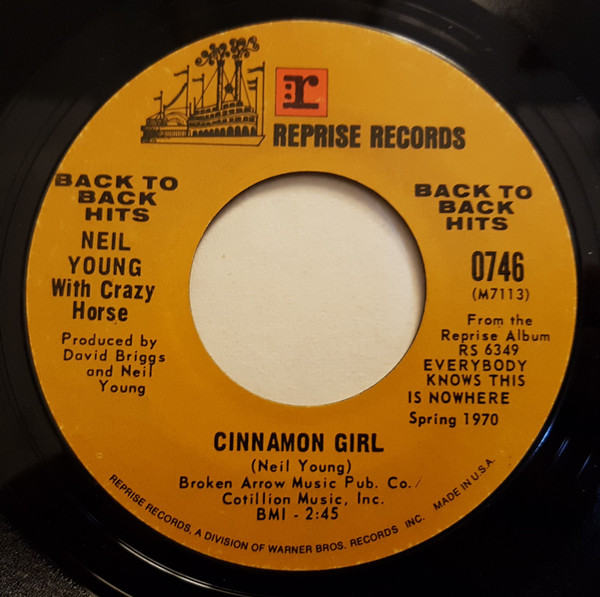 r
REPRISE RECORDS
BACK TO
BACK
HITS
NEIL
YOUNG
With Crazy
Horse
Produced by
David Briggs
and Neil
Young
BACK TO
BACK
HITS
0746
(M7113)
From the
Reprise Album
RS 6349
EVERYBODY
KNOWS THIS
IS NOWHERE
Spring 1970
CINNAMON GIRL
(Neil Young)
Broken Arrow Music Pub. Co./
Cotillion Music, Inc.
BMI - 2:45
REPRISE RECORDS, A DIVISION OF WARNER BROS. RECORDS INC. MADE IN U.S.A.